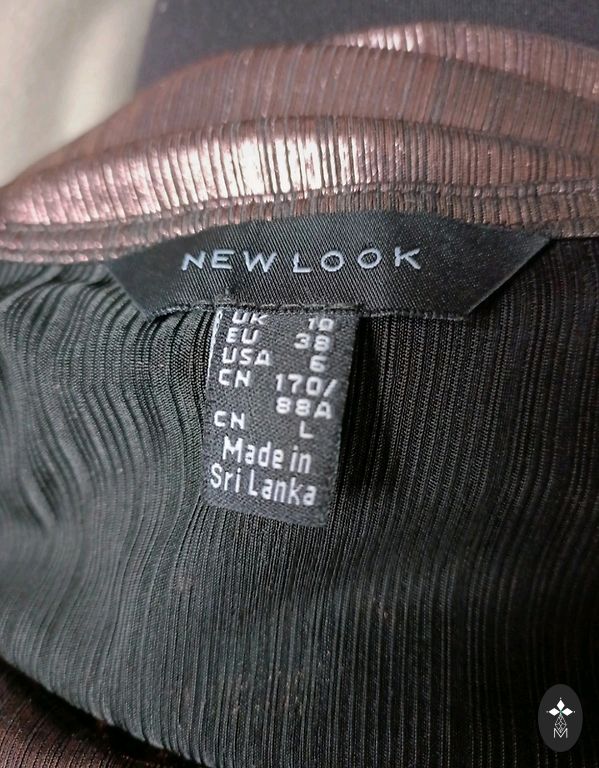 NEW LOOK
UK 10
EU 38
USA 6
CN 170/
88A
CN L
Made in
Sri Lanka
M